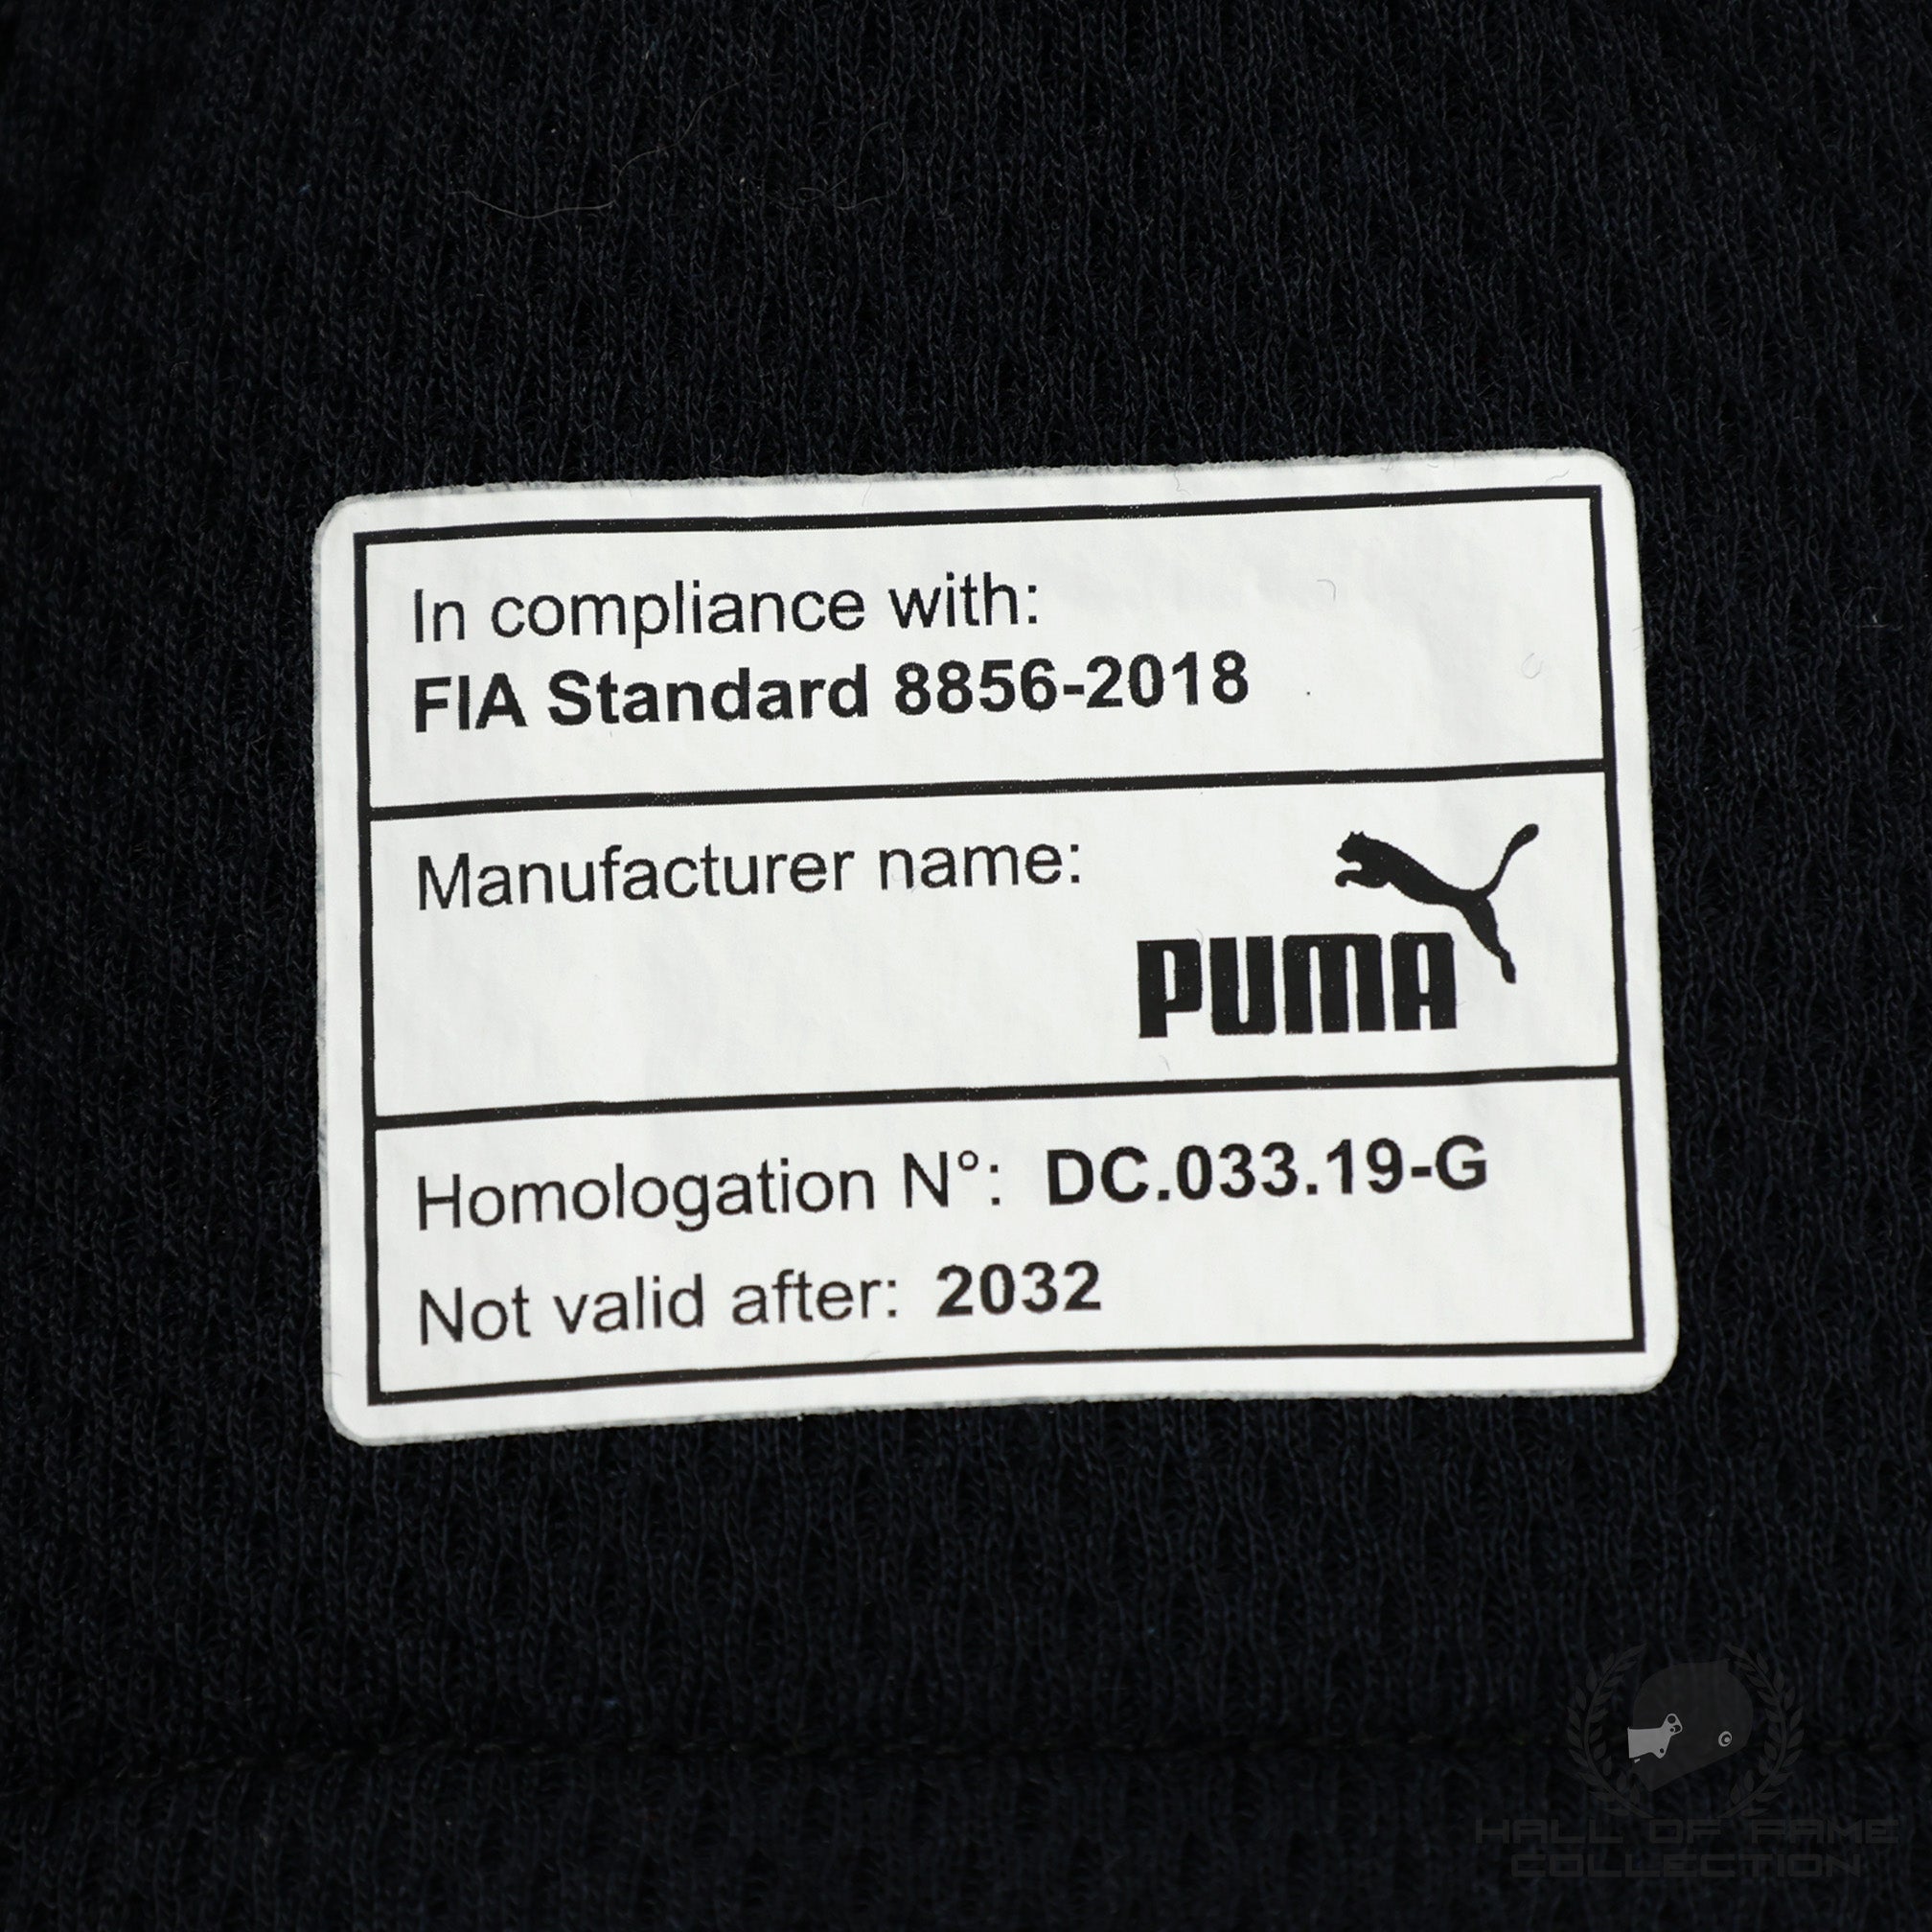 In compliance with:
FIA Standard 8856-2018
Manufacturer name:
PUMA
Homologation N°: DC.033.19-G
Not valid after: 2032
HALL OF FAME
COLLECTION